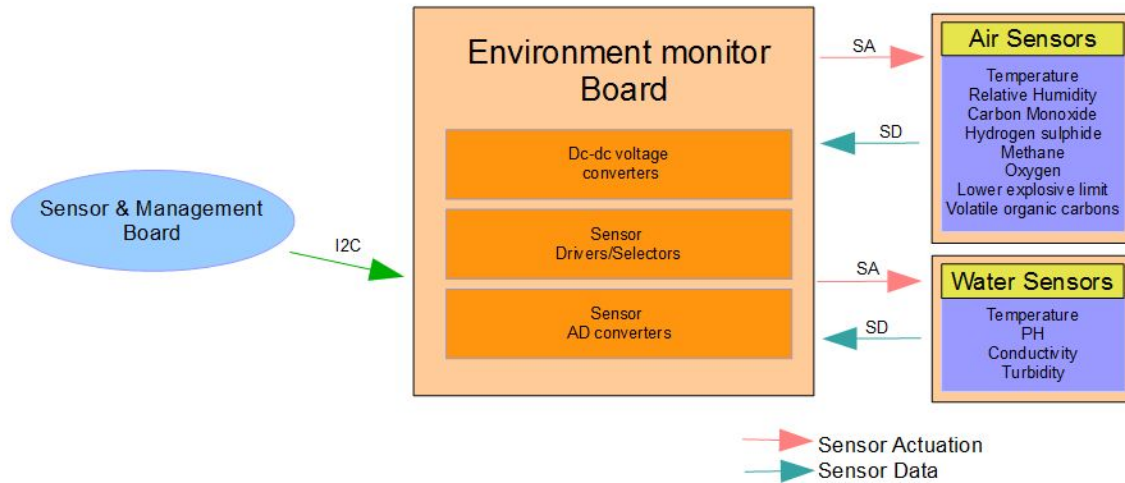 Sensor & Management
Board
I2C
Environment monitor
Board
Dc-dc voltage
converters
Sensor
Drivers/Selectors
Sensor
AD converters
SA
SD
SA
SD
Air Sensors
Temperature
Relative Humidity
Carbon Monoxide
Hydrogen sulphide
Methane
Oxygen
Lower explosive limit
Volatile organic carbons
Water Sensors
Temperature
PH
Conductivity
Turbidity
Sensor Actuation
Sensor Data